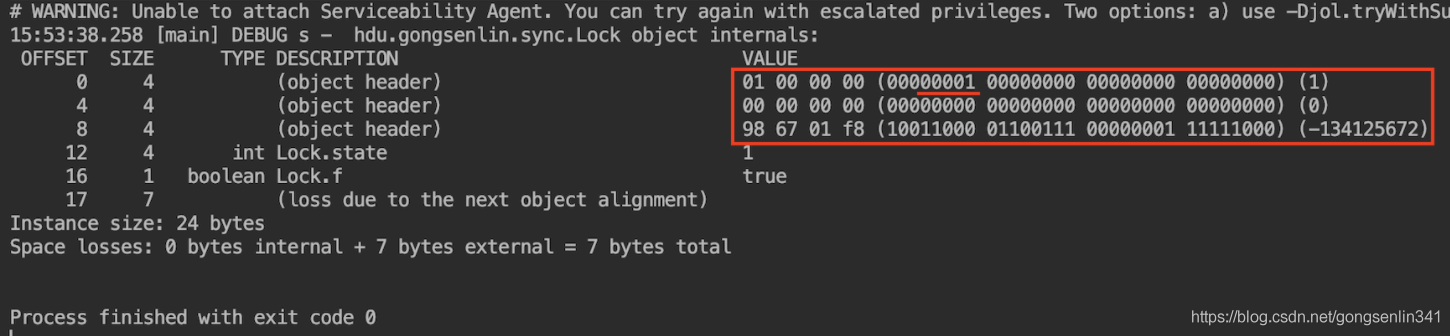 # WARNING: Unable to attach Serviceability Agent. You can try again with escalated privileges. Two options: a) use -Djol.tryWithSu
15:53:38.258 [main] DEBUG s -  hdu.gongsenlin.sync.Lock object internals:
OFFSET  SIZE      TYPE DESCRIPTION                               VALUE
0     4           (object header)                           01 00 00 00 (00000001 00000000 00000000 00000000) (1)
4     4           (object header)                           00 00 00 00 (00000000 00000000 00000000 00000000) (0)
8     4           (object header)                           98 67 01 f8 (10011000 01100111 00000001 11111000) (-134125672)
12     4       int Lock.state                                1
16     1   boolean Lock.f                                    true
17     7           (loss due to the next object alignment)
Instance size: 24 bytes
Space losses: 0 bytes internal + 7 bytes external = 7 bytes total
Process finished with exit code 0
https://blog.csdn.net/gongsenlin341